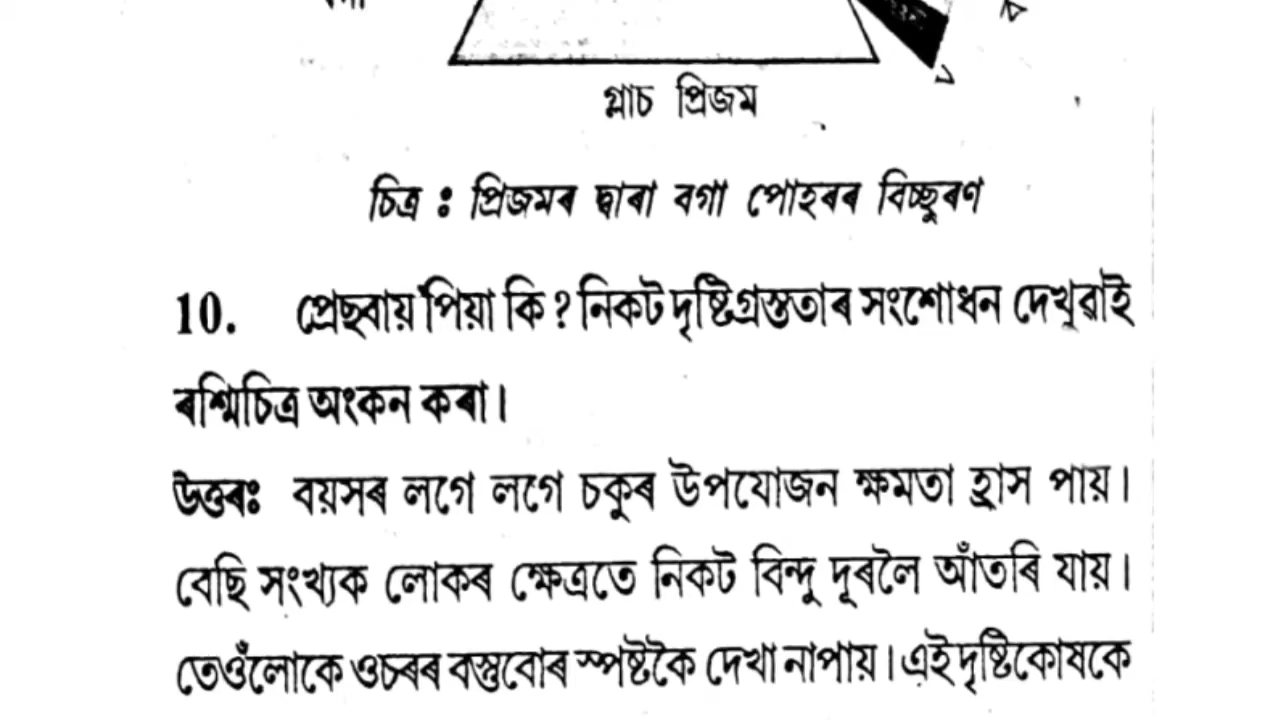 গ্লাচ প্ৰিজম
চিত্ৰ : প্ৰিজমৰ দ্বাৰা বগা পোহৰৰ বিচ্ছুৰণ
10. প্ৰেছবায়'পিয়া কি? নিকট দৃষ্টিগ্ৰস্ততাৰ সংশোধন দেখুৱাই
ৰশ্মিচিত্ৰ অংকন কৰা।
উত্তৰঃ বয়সৰ লগে লগে চকুৰ উপযোজন ক্ষমতা হ্ৰাস পায়।
বেছি সংখ্যক লোকৰ ক্ষেত্ৰতে নিকট বিন্দু দূৰলৈ আঁতৰি যায়।
তেওঁলোকে ওচৰৰ বস্তুবোৰ স্পষ্টকৈ দেখা নাপায়। এই দৃষ্টিকোষকে